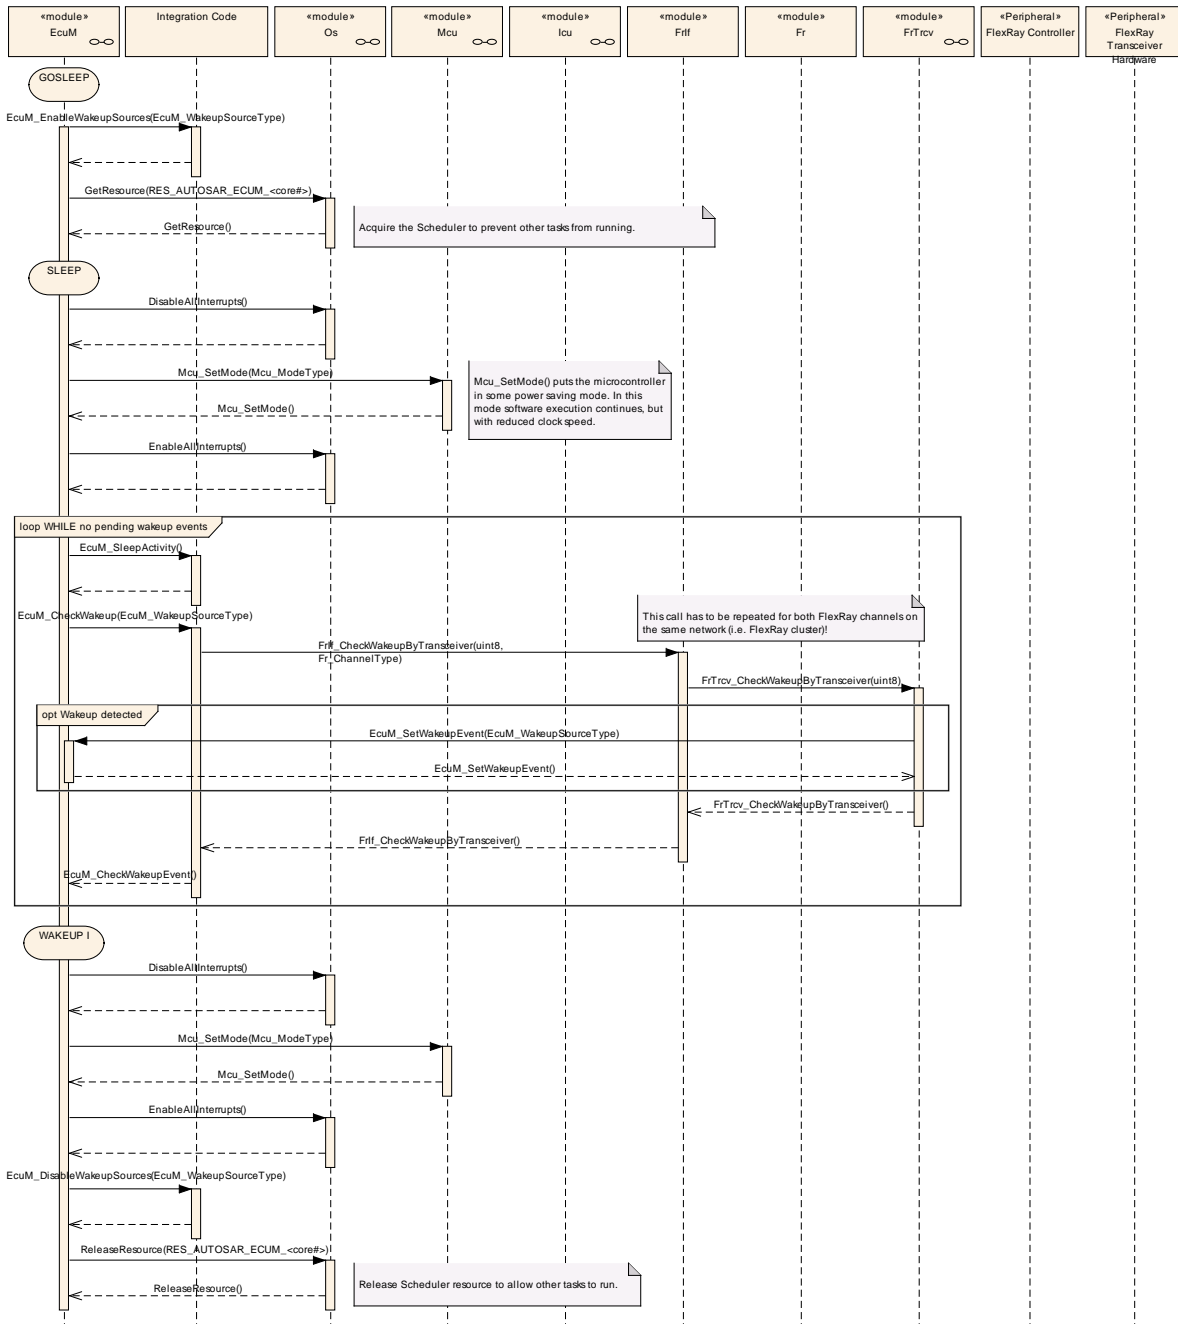 «module»
EcuM
Integration Code
«module»
Os
«module»
Mcu
«module»
Icu
«module»
FrIf
«module»
Fr
«module»
FrTrcv
«Peripheral»
FlexRay Controller
«Peripheral»
FlexRay
Transceiver
Hardware
GOSLEEP
EcuM_EnableWakeupSources(EcuM_WakeupSourceType)
GetResource(RES_AUTOSAR_ECUM_<core#>)
GetResource()
Acquire the Scheduler to prevent other tasks from running.
SLEEP
DisableAllInterrupts()
Mcu_SetMode(Mcu_ModeType)
Mcu_SetMode() puts the microcontroller
in some power saving mode. In this
mode software execution continues, but
with reduced clock speed.
Mcu_SetMode()
EnableAllInterrupts()
loop WHILE no pending wakeup events
EcuM_SleepActivity()
EcuM_CheckWakeup(EcuM_WakeupSourceType)
This call has to be repeated for both FlexRay channels on
the same network (i.e. FlexRay cluster)!
FrIf_CheckWakeupByTransceiver(uint8,
Fr_ChannelType)
FrTrcv_CheckWakeupByTransceiver(uint8)
opt Wakeup detected
EcuM_SetWakeupEvent(EcuM_WakeupSourceType)
EcuM_SetWakeupEvent()
FrTrcv_CheckWakeupByTransceiver()
FrIf_CheckWakeupByTransceiver()
EcuM_CheckWakeupEvent()
WAKEUP I
DisableAllInterrupts()
Mcu_SetMode(Mcu_ModeType)
Mcu_SetMode()
EnableAllInterrupts()
EcuM_DisableWakeupSources(EcuM_WakeupSourceType)
ReleaseResource(RES_AUTOSAR_ECUM_<core#>)
Release Scheduler resource to allow other tasks to run.
ReleaseResource()